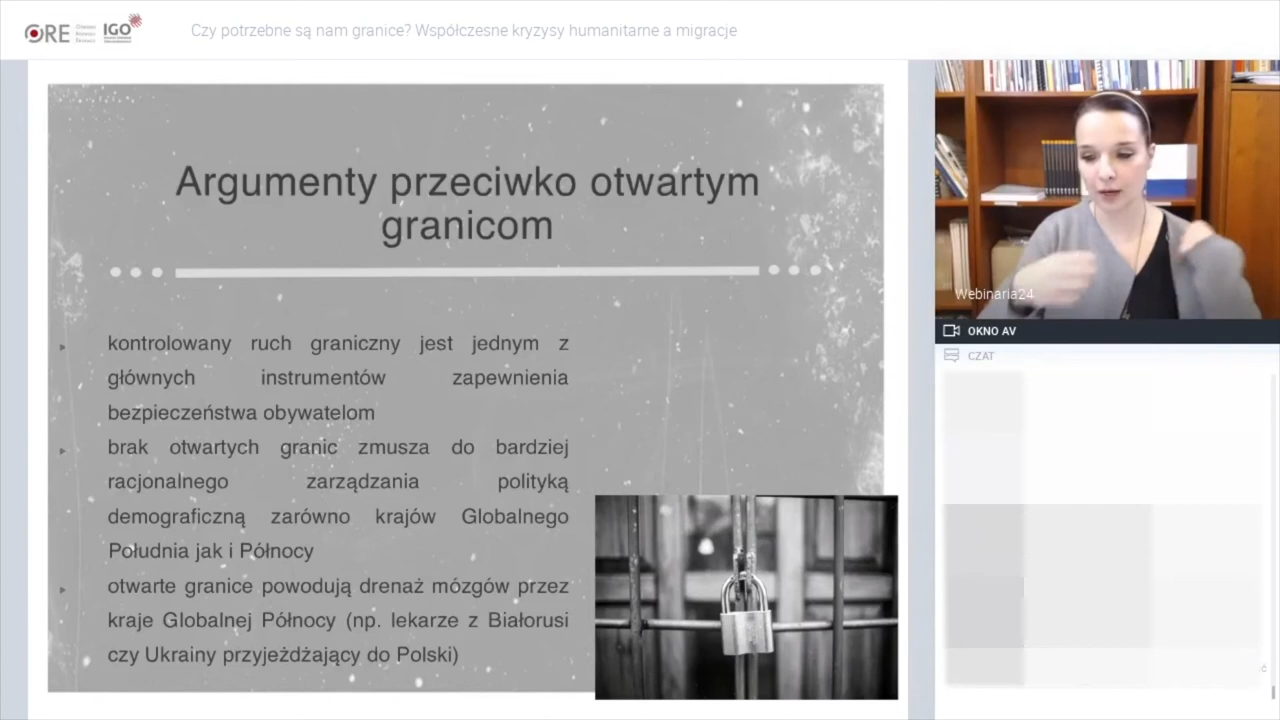 ORE
IGO
Czy potrzebne są nam granice? Współczesne kryzysy humanitarne a migracje
Argumenty przeciwko otwartym
granicom
kontrolowany ruch graniczny jest jednym z
głównych instrumentów zapewnienia
bezpieczeństwa obywatelom
brak otwartych granic zmusza do bardziej
racjonalnego zarządzania polityką
demograficzną zarówno krajów Globalnego
Południa jak i Północy
otwarte granice powodują drenaż mózgów przez
kraje Globalnej Północy (np. lekarze z Białorusi
czy Ukrainy przyjeżdżający do Polski)
Webinaria24
OKNO AV
CZAT